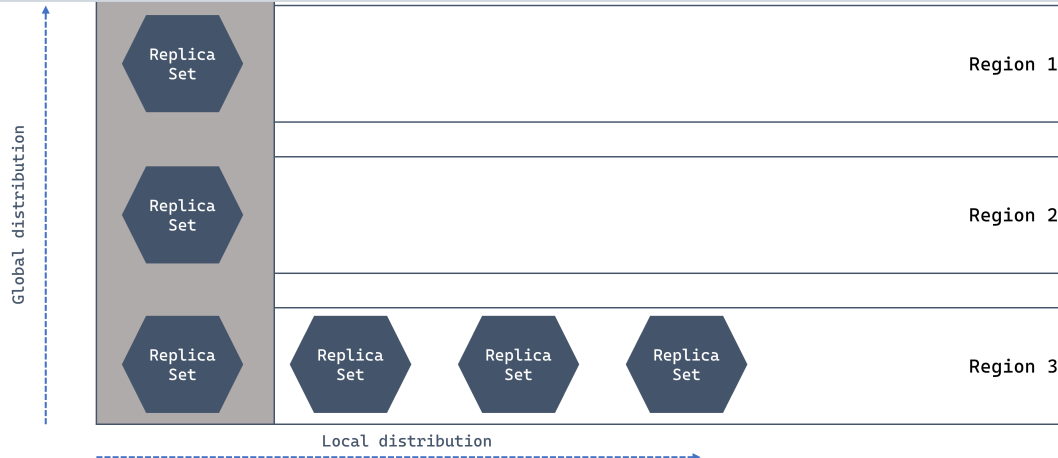 Replica
Set
Region 1
Global distribution
Replica
Set
Region 2
Replica
Set
Replica
Set
Replica
Set
Replica
Set
Region 3
Local distribution